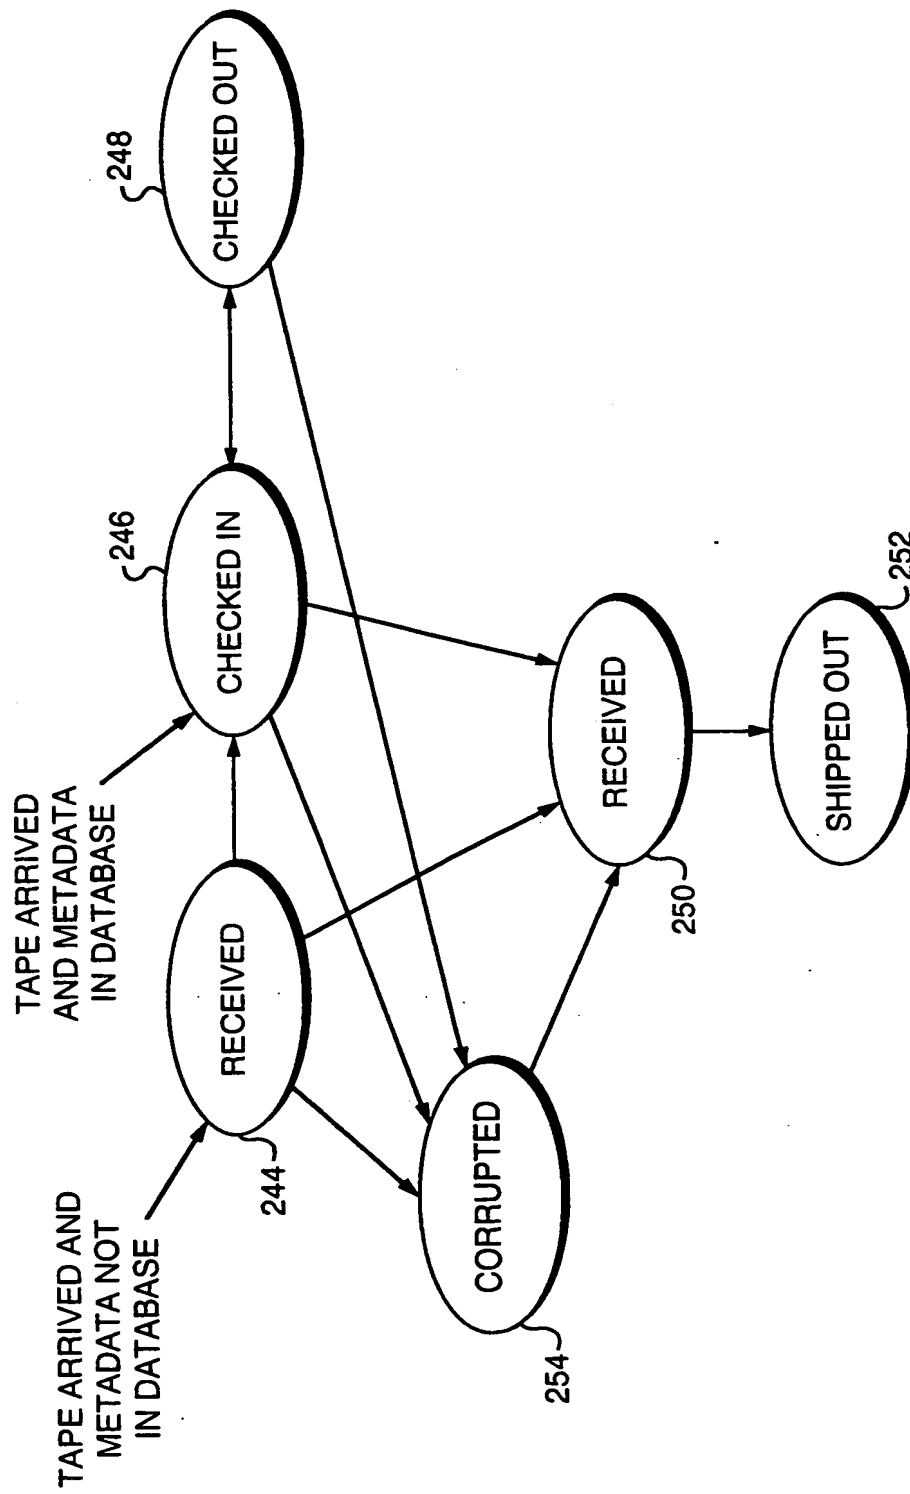 TAPE ARRIVED AND
METADATA NOT
IN DATABASE
TAPE ARRIVED
AND METADATA
IN DATABASE
244
RECEIVED
246
CHECKED IN
248
CHECKED OUT
254
CORRUPTED
250
RECEIVED
252
SHIPPED OUT